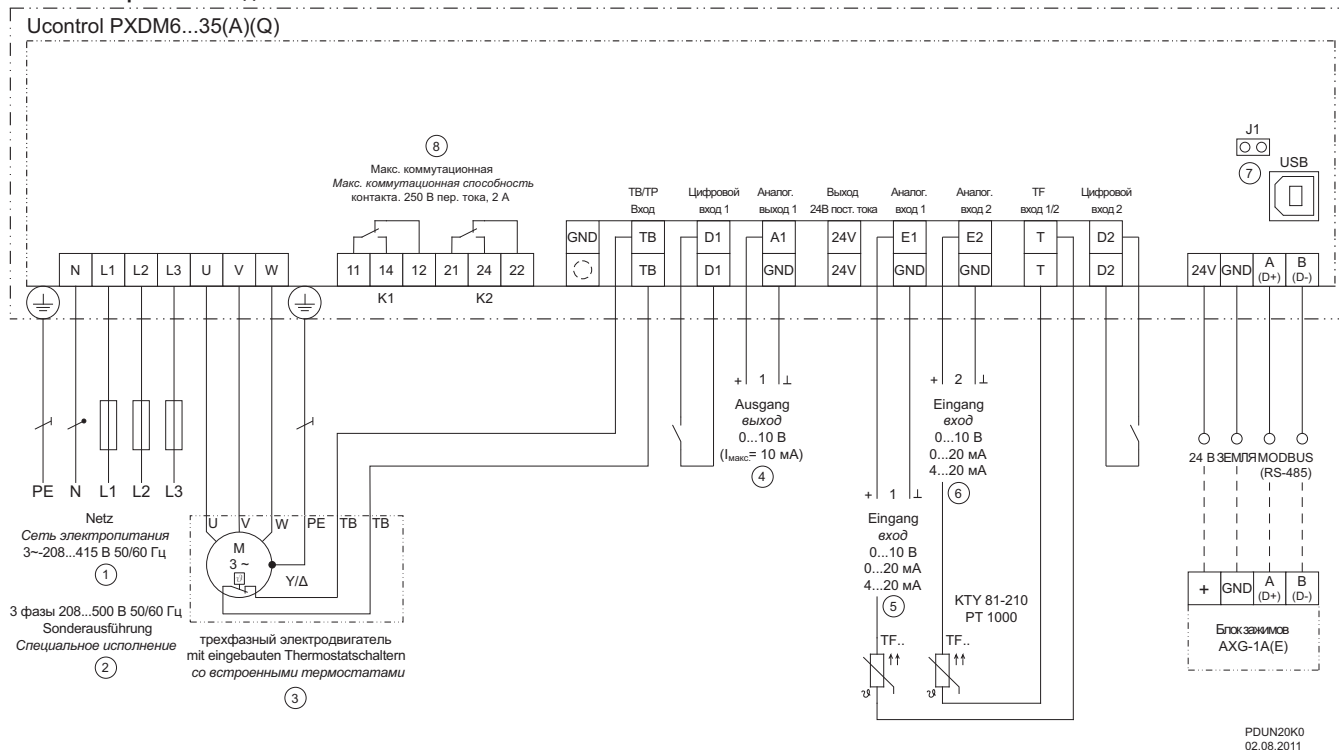 Ucontrol PXDM6...35(A)(Q)
J1
7
USB
8
Макс. коммутационная
Макс. коммутационная способность
контакта. 250 В пер. тока, 2 А
TB/TP
Вход
Цифровой
вход 1
Аналог.
выход 1
Выход
24В пост. тока
Аналог.
вход 1
Аналог.
вход 2
TF
вход 1/2
Цифровой
вход 2
GND TB D1 A1 24V E1 E2 T D2
TB D1 GND 24V GND GND T D2
N L1 L2 L3 U V W
11 14 12 21 24 22
K1 K2
24V GND A (D+) B (D-)
PE N L1 L2 L3
Netz
Сеть электропитания
3~-208...415 В 50/60 Гц
1
3 фазы 208...500 В 50/60 Гц
Sonderausführung
Специальное исполнение
2
U V W PE TB TB
M
3 ~
Y/Δ
трехфазный электродвигатель
mit eingebauten Thermostatschaltern
со встроенными термостатами
3
+ 1 ⊥
Ausgang
выход
0...10 В
(Iмакс.= 10 мА)
4
+ 1 ⊥
Eingang
вход
0...10 В
0...20 мА
4...20 мА
5
+ 2 ⊥
Eingang
вход
0...10 В
0...20 мА
4...20 мА
6
KTY 81-210
PT 1000
TF..
ϑ
TF..
ϑ
24 В ЗЕМЛЯ MODBUS
(RS-485)
+ GND A (D+) B (D-)
Блок зажимов
AXG-1A(E)
PDUN20K0
02.08.2011